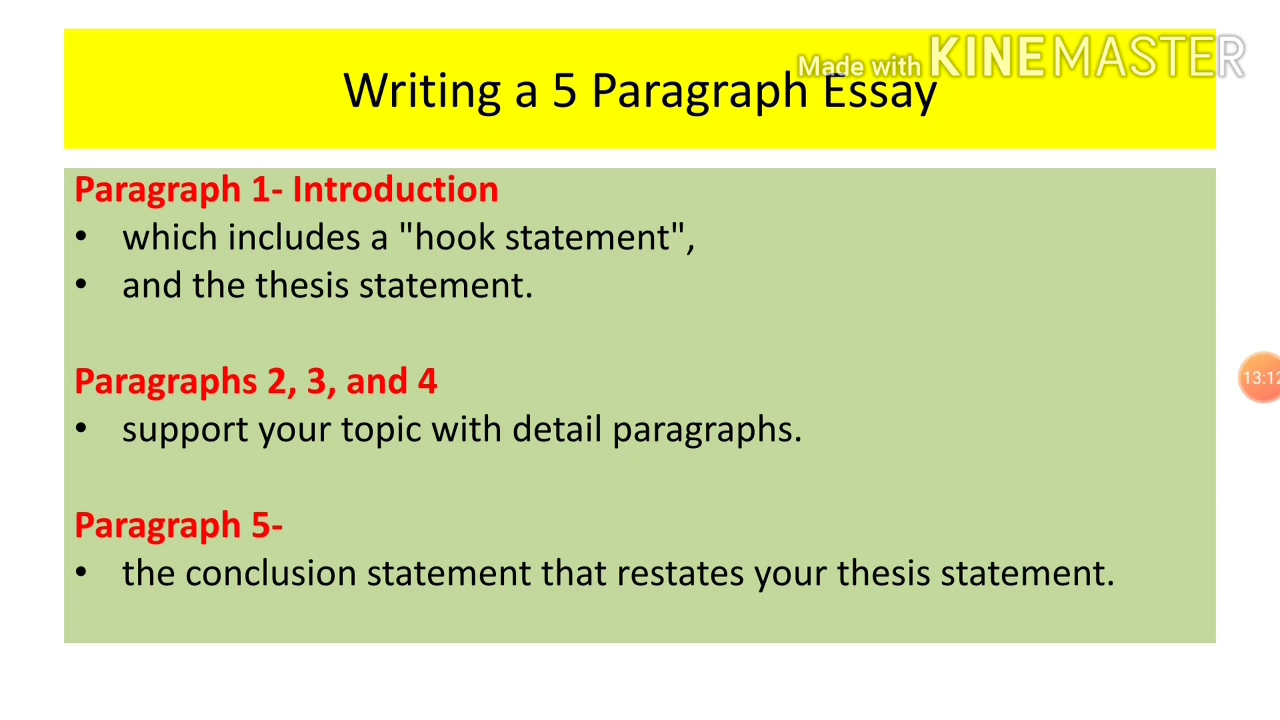 Made with KINEMASTER
Writing a 5 Paragraph Essay
Paragraph 1- Introduction
• which includes a "hook statement",
• and the thesis statement.
Paragraphs 2, 3, and 4
• support your topic with detail paragraphs.
13:12
Paragraph 5-
• the conclusion statement that restates your thesis statement.